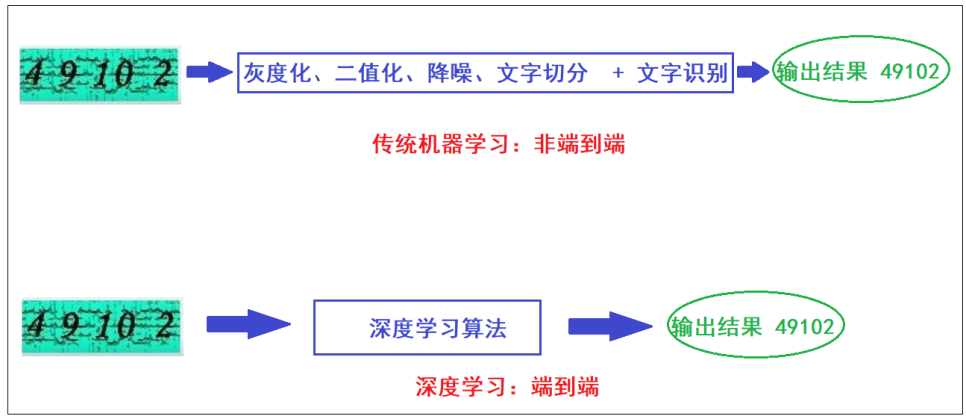 4 9 10 2
灰度化、二值化、降噪、文字切分 + 文字识别
输出结果 49102
传统机器学习：非端到端
4 9 10 2
深度学习算法
输出结果 49102
深度学习：端到端